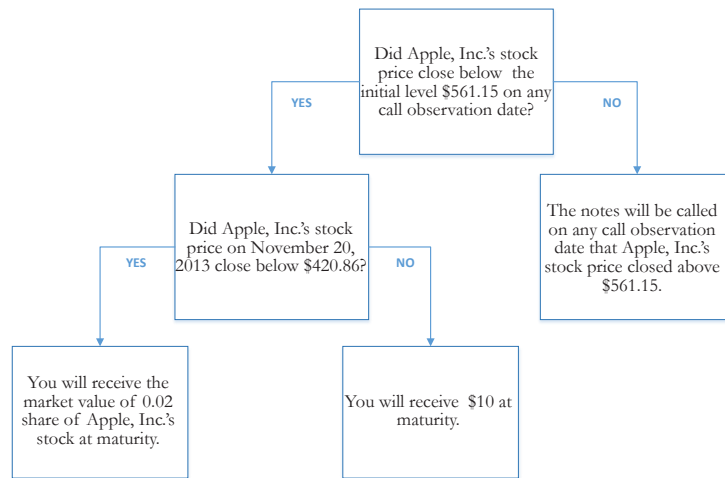 Did Apple, Inc.'s stock
price close below the
initial level $561.15 on any
call observation date?
YES
NO
Did Apple, Inc.'s stock
price on November 20,
2013 close below $420.86?
The notes will be called
on any call observation
date that Apple, Inc.'s
stock price closed above
$561.15.
YES
NO
You will receive the
market value of 0.02
share of Apple, Inc.'s
stock at maturity.
You will receive $10 at
maturity.